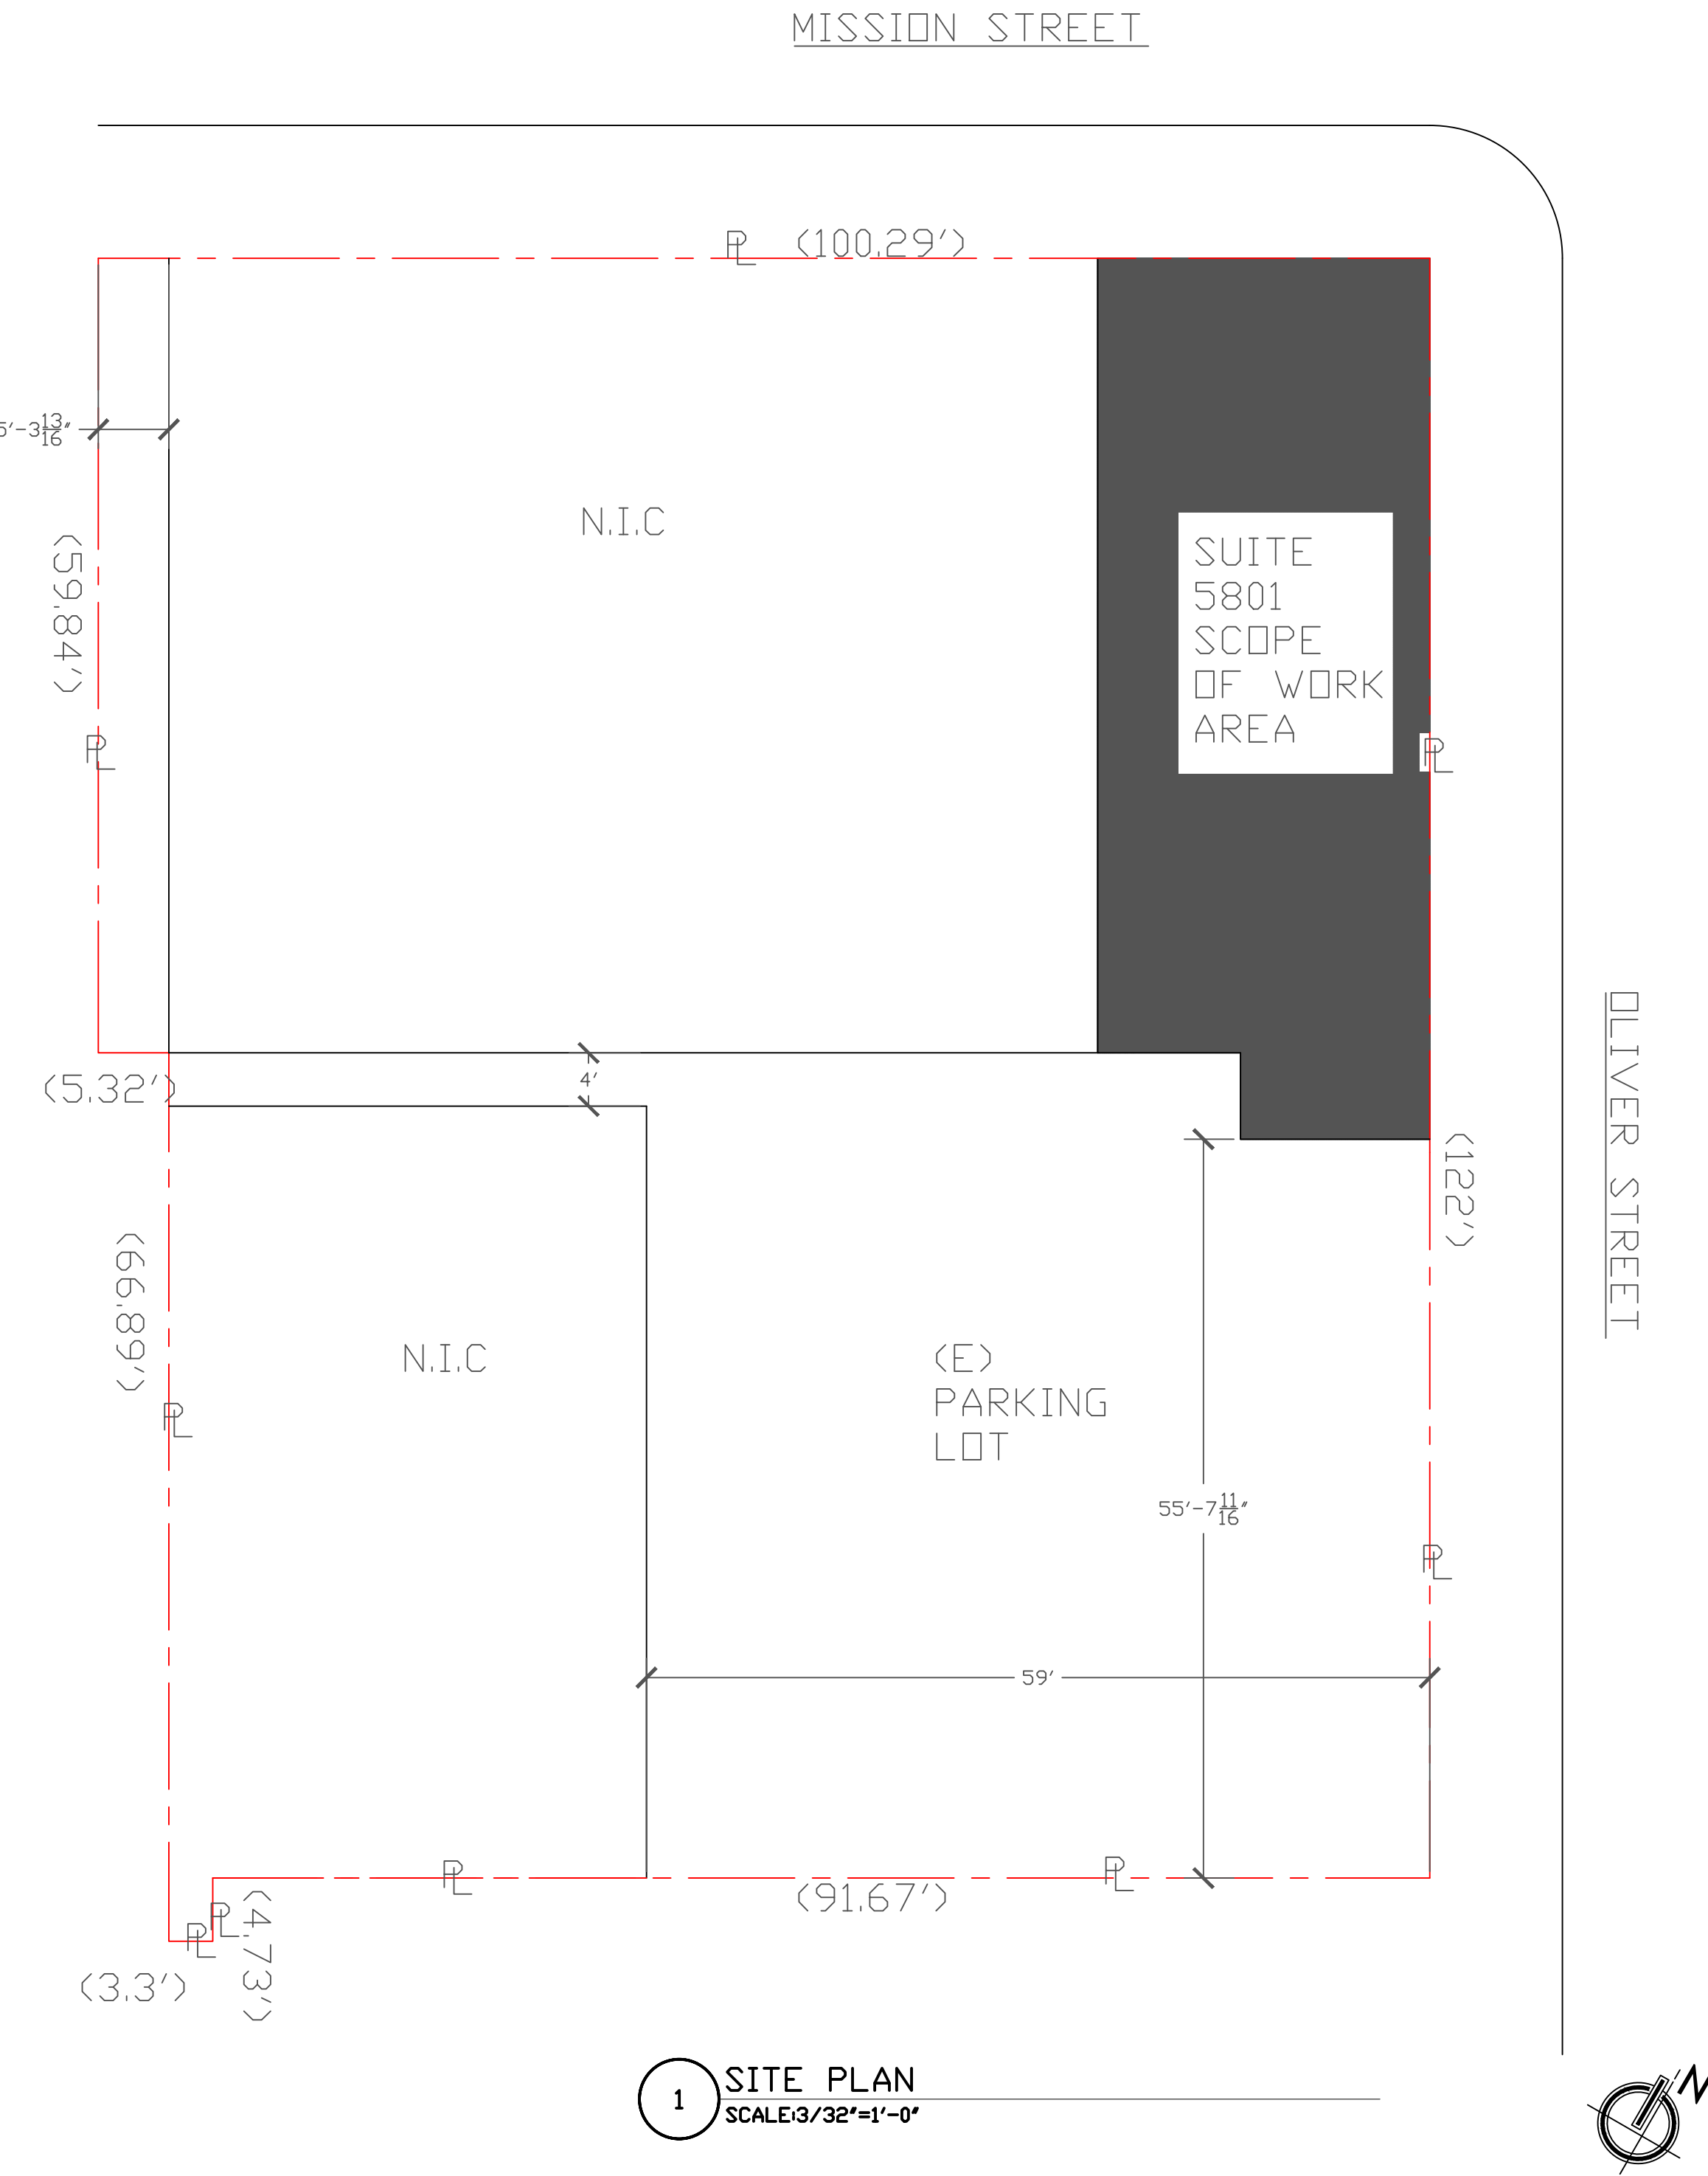 MISSION STREET
PL (100.29')
5'-3 13/16"
N.I.C
(59.84')
SUITE
5801
SCOPE
OF WORK
AREA
PL
PL
OLIVER STREET
4'
(5.32')
(122')
(66.89')
N.I.C
(E)
PARKING
LOT
PL
55'-7 11/16"
PL
59'
PL
PL
(91.67')
PL
PL
(4.73')
(3.3')
1
SITE PLAN
SCALE:3/32"=1'-0"
N